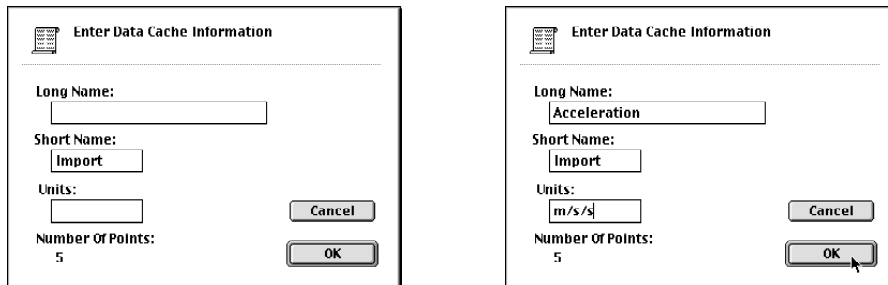 Enter Data Cache Information
Long Name:
Short Name:
Import
Units:
Cancel
Number Of Points:
5
OK
Enter Data Cache Information
Long Name:
Acceleration
Short Name:
Import
Units:
m/s/s
Cancel
Number Of Points:
5
OK